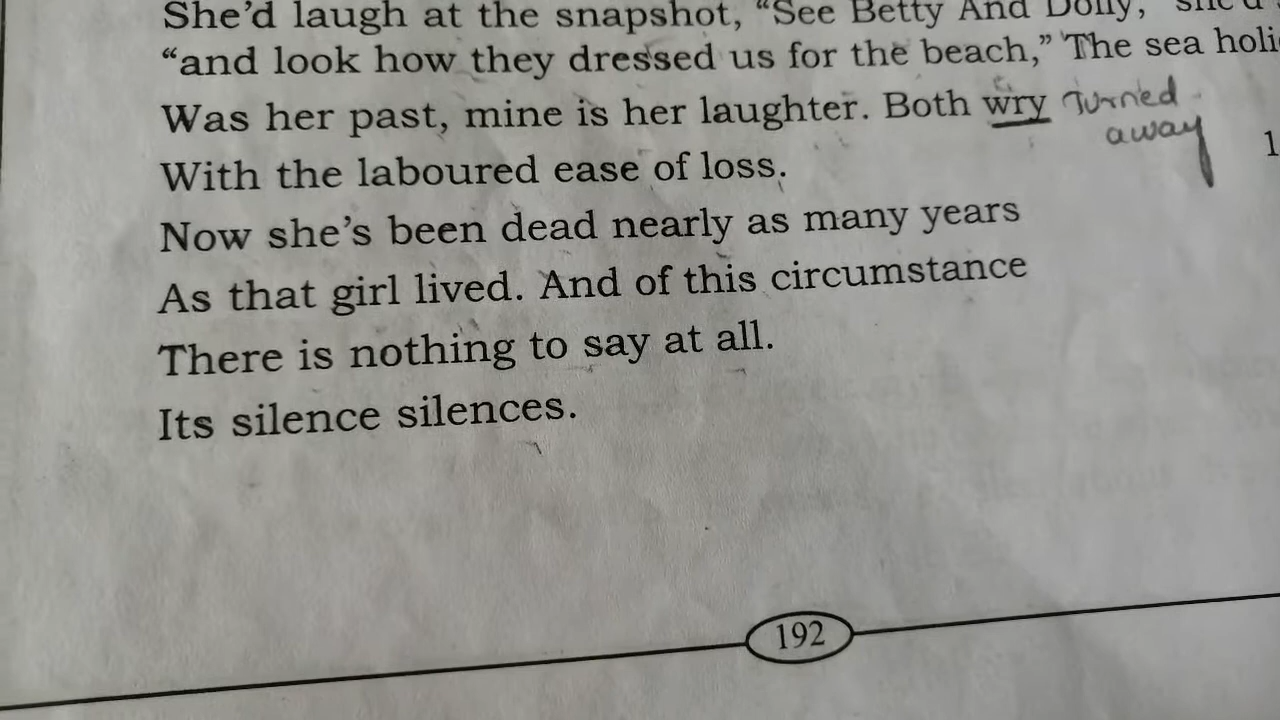 She'd laugh at the snapshot, "See Betty And Dolly," she'd
"and look how they dressed us for the beach," The sea holi
Was her past, mine is her laughter. Both wry Turned
away
1
With the laboured ease of loss.
Now she's been dead nearly as many years
As that girl lived. And of this circumstance
There is nothing to say at all.
Its silence silences.
192